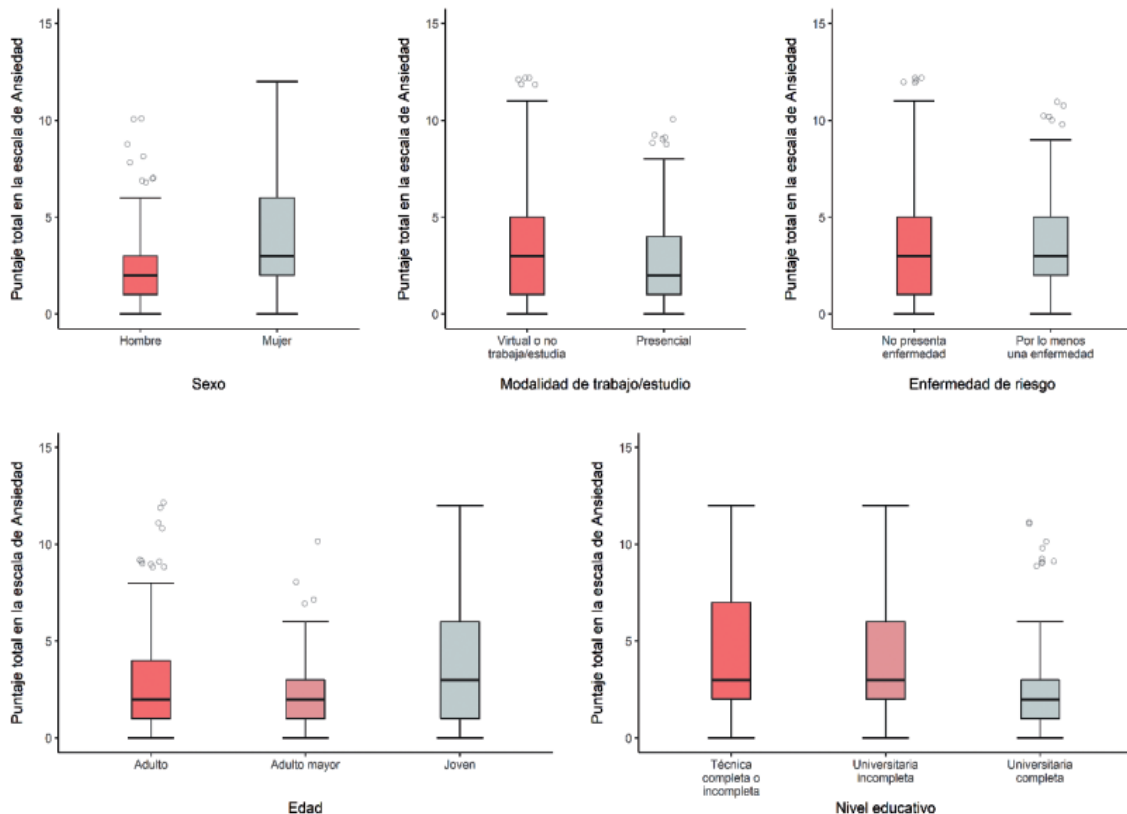 Puntaje total en la escala de Ansiedad
15
10
5
0
Hombre
Mujer
Sexo
Puntaje total en la escala de Ansiedad
15
10
5
0
Virtual o no
trabaja/estudia
Presencial
Modalidad de trabajo/estudio
Puntaje total en la escala de Ansiedad
15
10
5
0
No presenta
enfermedad
Por lo menos
una enfermedad
Enfermedad de riesgo
Puntaje total en la escala de Ansiedad
15
10
5
0
Adulto
Adulto mayor
Joven
Edad
Puntaje total en la escala de Ansiedad
15
10
5
0
Técnica
completa o
incompleta
Universitaria
incompleta
Universitaria
completa
Nivel educativo